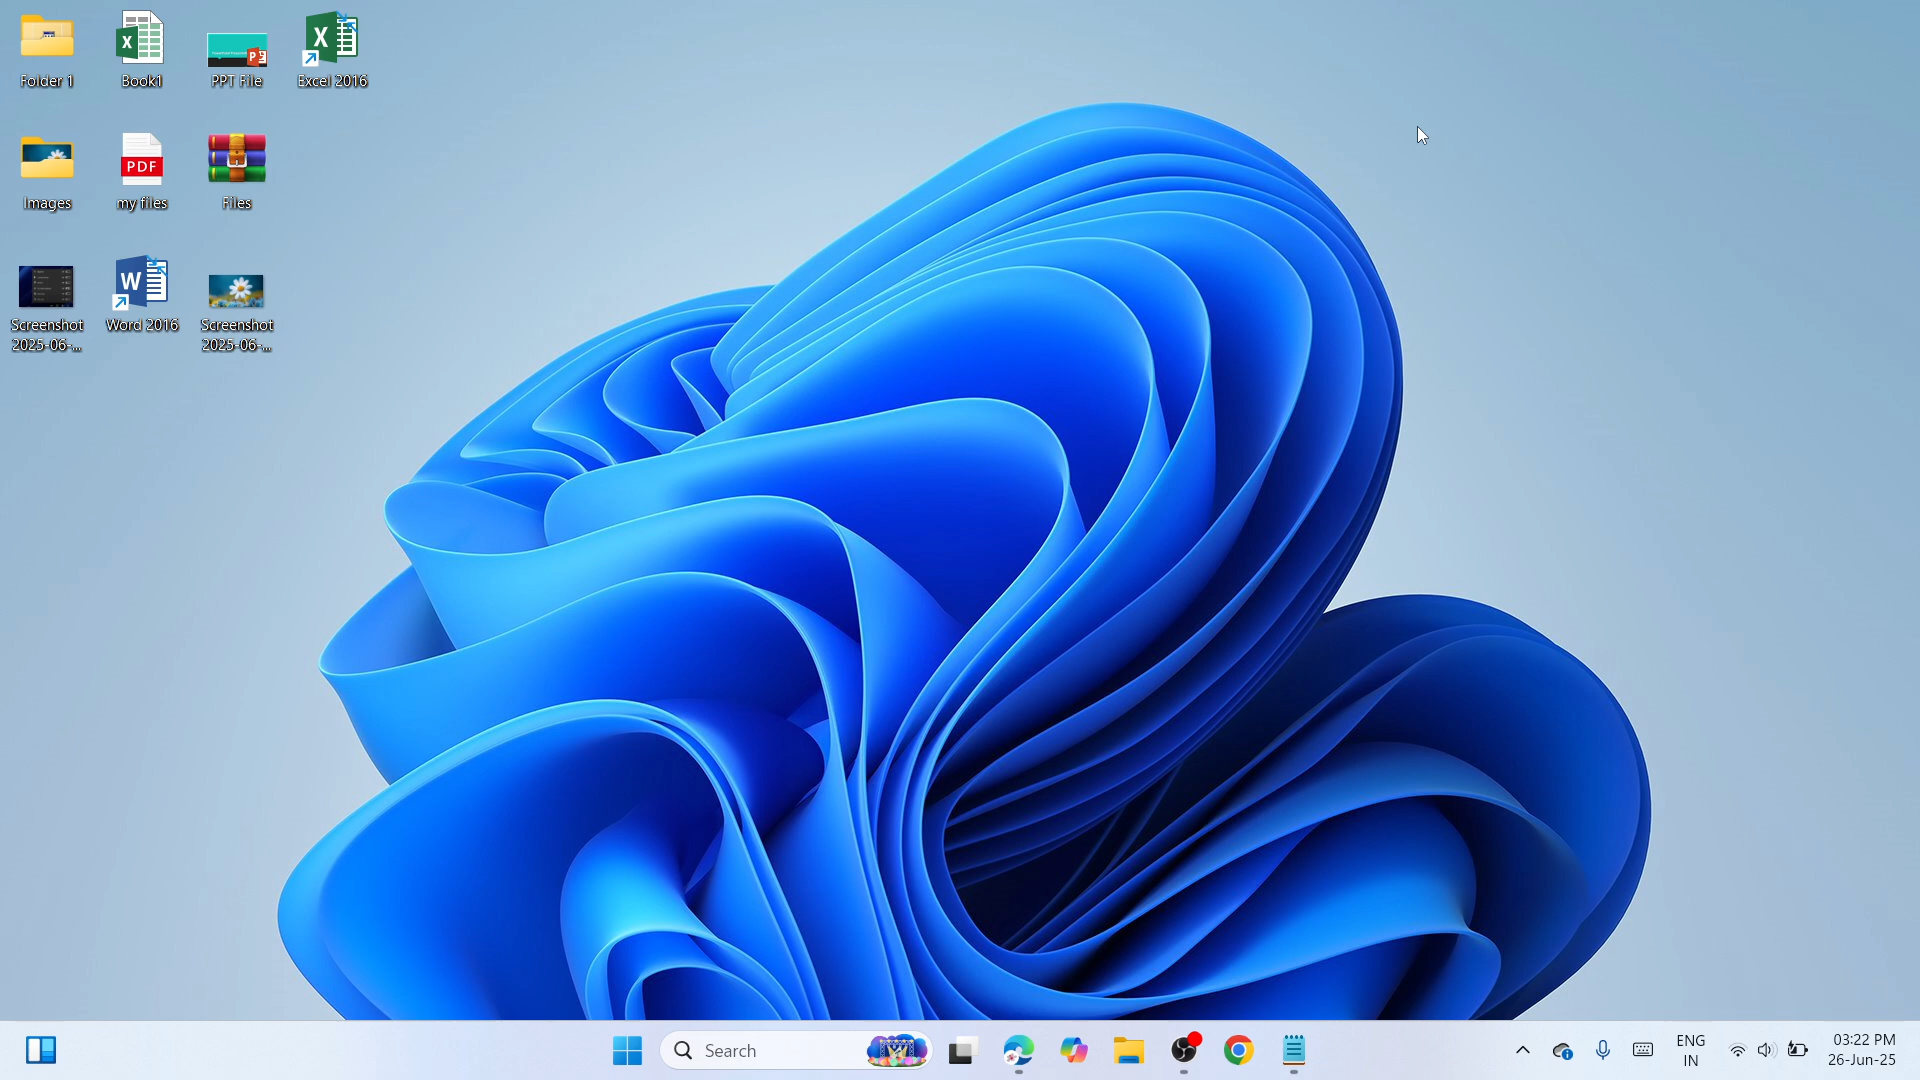 Folder 1
Book1
PPT File
Excel 2016
Images
PDF
my files
Files
Screenshot
2025-06-...
Word 2016
Screenshot
2025-06-...
Search
ENG
IN
03:22 PM
26-Jun-25